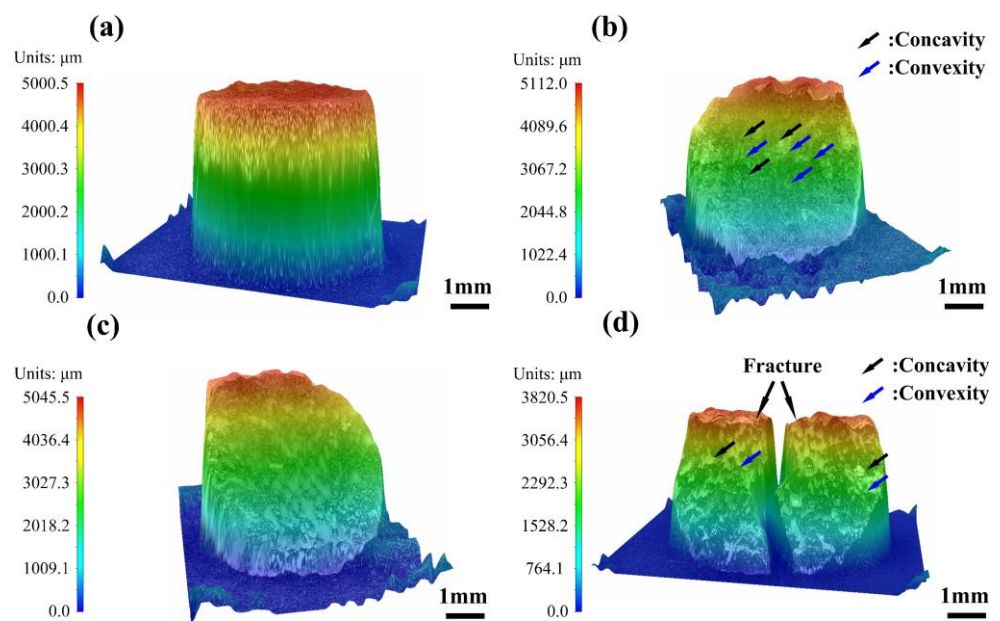 (a)
Units: μm
5000.5
4000.4
3000.3
2000.2
1000.1
0.0
1mm
(b)
:Concavity
:Convexity
Units: μm
5112.0
4089.6
3067.2
2044.8
1022.4
0.0
1mm
(c)
Units: μm
5045.5
4036.4
3027.3
2018.2
1009.1
0.0
1mm
(d)
:Concavity
:Convexity
Fracture
Units: μm
3820.5
3056.4
2292.3
1528.2
764.1
0.0
1mm